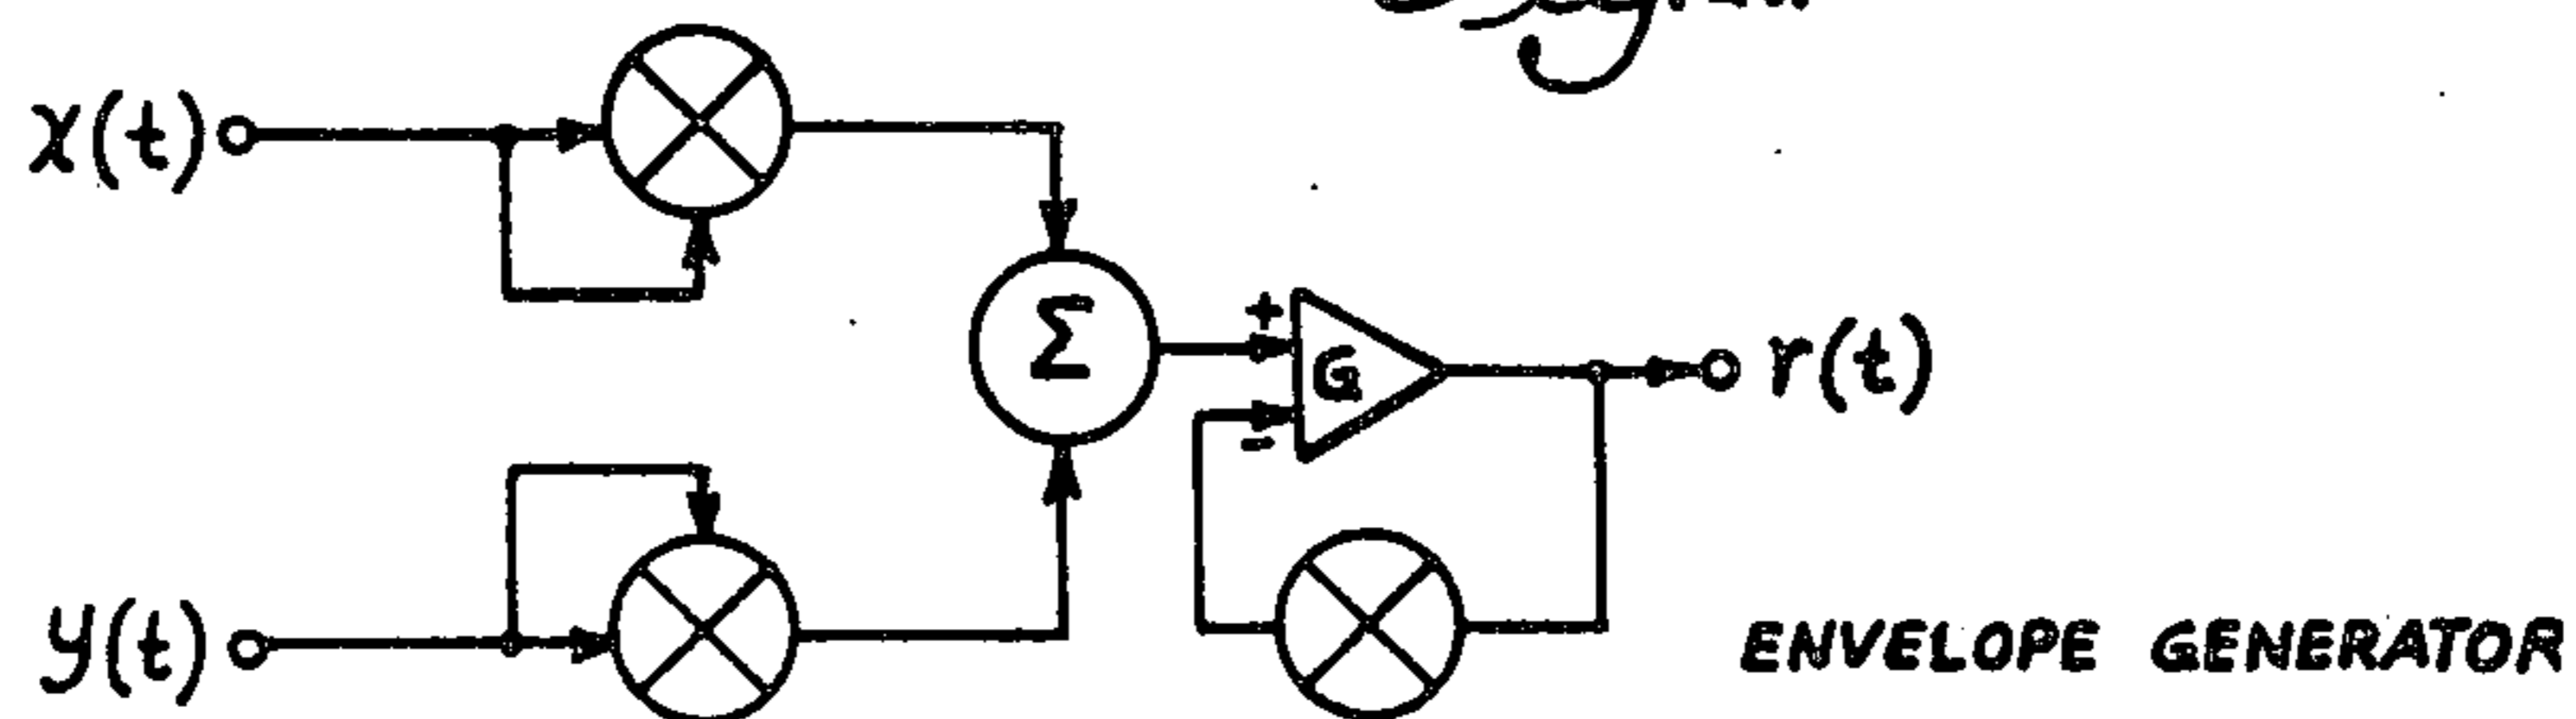 x(t)
Σ
+
G
-
r(t)
y(t)
ENVELOPE GENERATOR